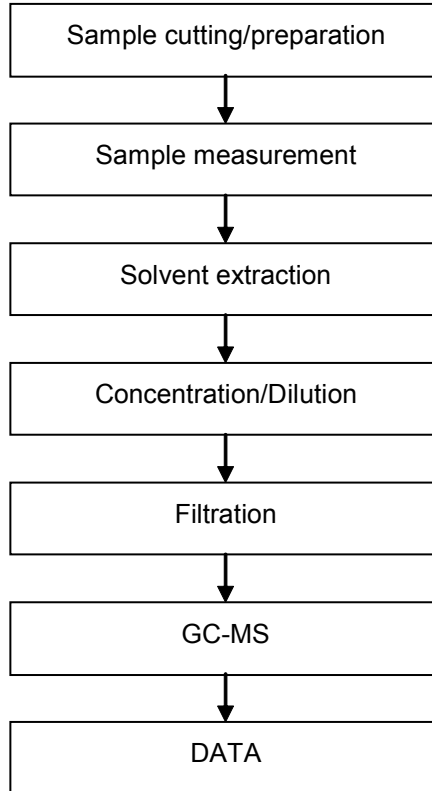 Sample cutting/preparation
Sample measurement
Solvent extraction
Concentration/Dilution
Filtration
GC-MS
DATA